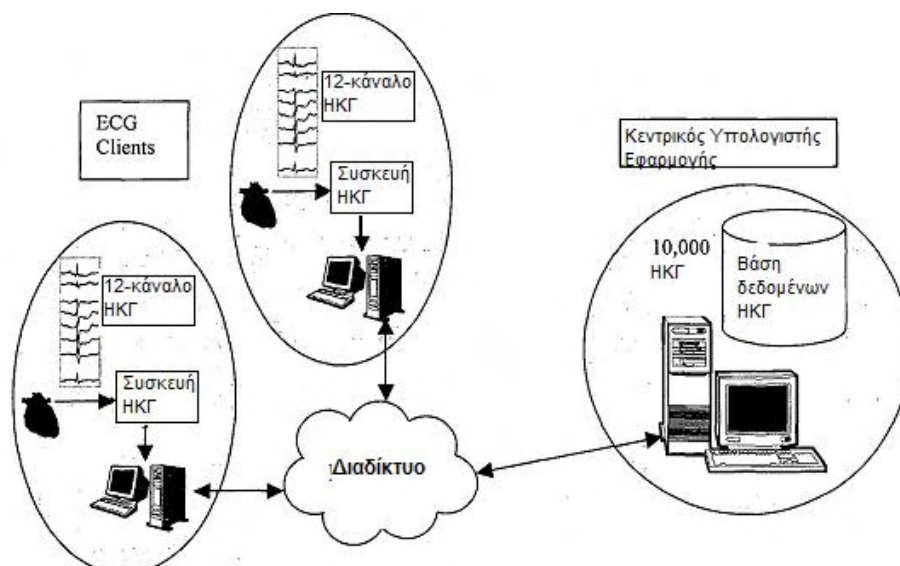 12-κάναλο
ΗΚΓ
ECG
Clients
Συσκευή
ΗΚΓ
Κεντρικός Υπολογιστής
Εφαρμογής
10,000
ΗΚΓ
Βάση
δεδομένων
ΗΚΓ
12-κάναλο
ΗΚΓ
Συσκευή
ΗΚΓ
Διαδίκτυο